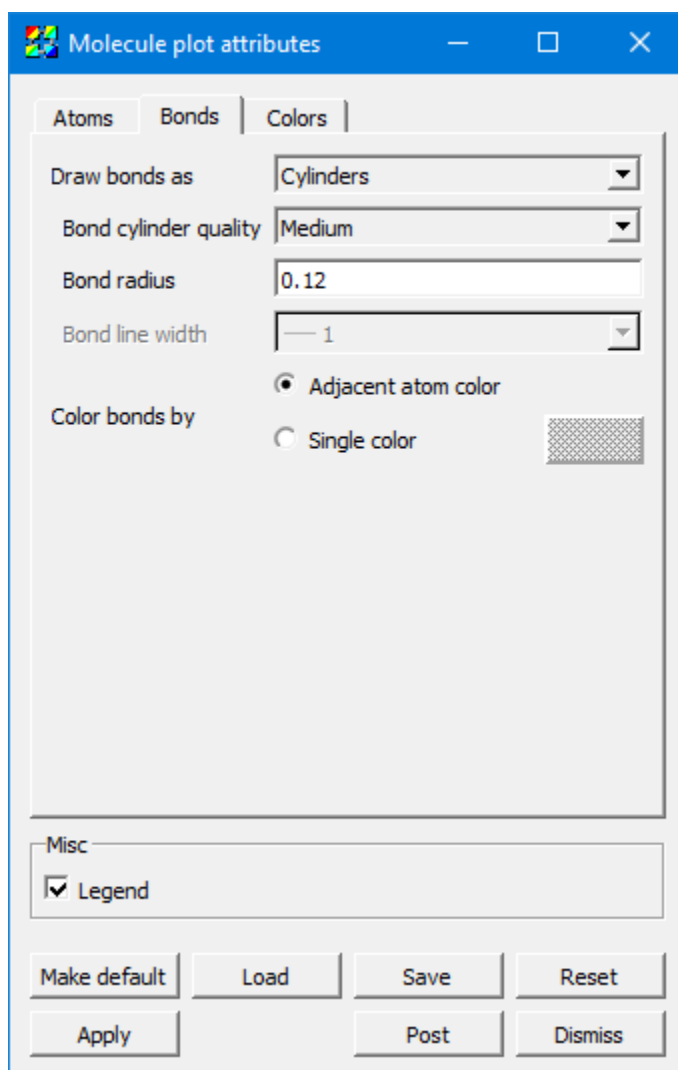 Molecule plot attributes
Atoms Bonds Colors
Draw bonds as Cylinders
Bond cylinder quality Medium
Bond radius 0.12
Bond line width 1
Color bonds by
Adjacent atom color
Single color
Misc
Legend
Make default Load Save Reset
Apply Post Dismiss